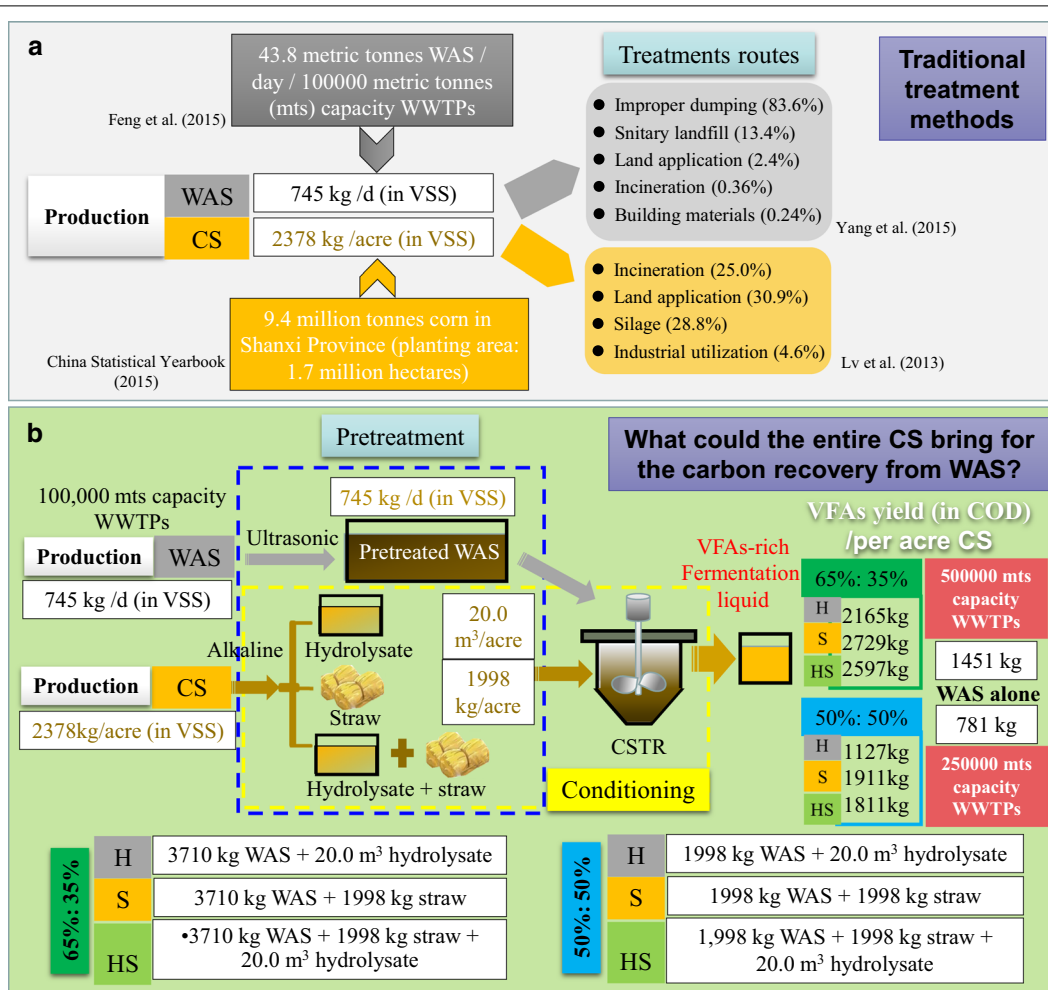 a
43.8 metric tonnes WAS /
day / 100000 metric tonnes
(mts) capacity WWTPs
Feng et al. (2015)
Treatments routes
Traditional
treatment
methods
Improper dumping (83.6%)
Snitary landfill (13.4%)
Land application (2.4%)
Incineration (0.36%)
Building materials (0.24%)
Yang et al. (2015)
Production
WAS
745 kg /d (in VSS)
CS
2378 kg /acre (in VSS)
Incineration (25.0%)
Land application (30.9%)
Silage (28.8%)
Industrial utilization (4.6%)
Lv et al. (2013)
9.4 million tonnes corn in
Shanxi Province (planting area:
1.7 million hectares)
China Statistical Yearbook
(2015)
b
Pretreatment
What could the entire CS bring for
the carbon recovery from WAS?
100,000 mts capacity
WWTPs
Production
WAS
745 kg /d (in VSS)
Ultrasonic
745 kg /d (in VSS)
Pretreated WAS
Production
CS
2378kg/acre (in VSS)
Alkaline
Hydrolysate
Straw
Hydrolysate + straw
20.0
m³/acre
1998
kg/acre
CSTR
Conditioning
VFAs-rich
Fermentation
liquid
VFAs yield (in COD)
/per acre CS
65%: 35%
H
2165kg
S
2729kg
HS
2597kg
500000 mts
capacity
WWTPs
1451 kg
WAS alone
781 kg
50%: 50%
H
1127kg
S
1911kg
HS
1811kg
250000 mts
capacity
WWTPs
65%: 35%
H
3710 kg WAS + 20.0 m³ hydrolysate
S
3710 kg WAS + 1998 kg straw
HS
•3710 kg WAS + 1998 kg straw +
20.0 m³ hydrolysate
50%: 50%
H
1998 kg WAS + 20.0 m³ hydrolysate
S
1998 kg WAS + 1998 kg straw
HS
1,998 kg WAS + 1998 kg straw +
20.0 m³ hydrolysate